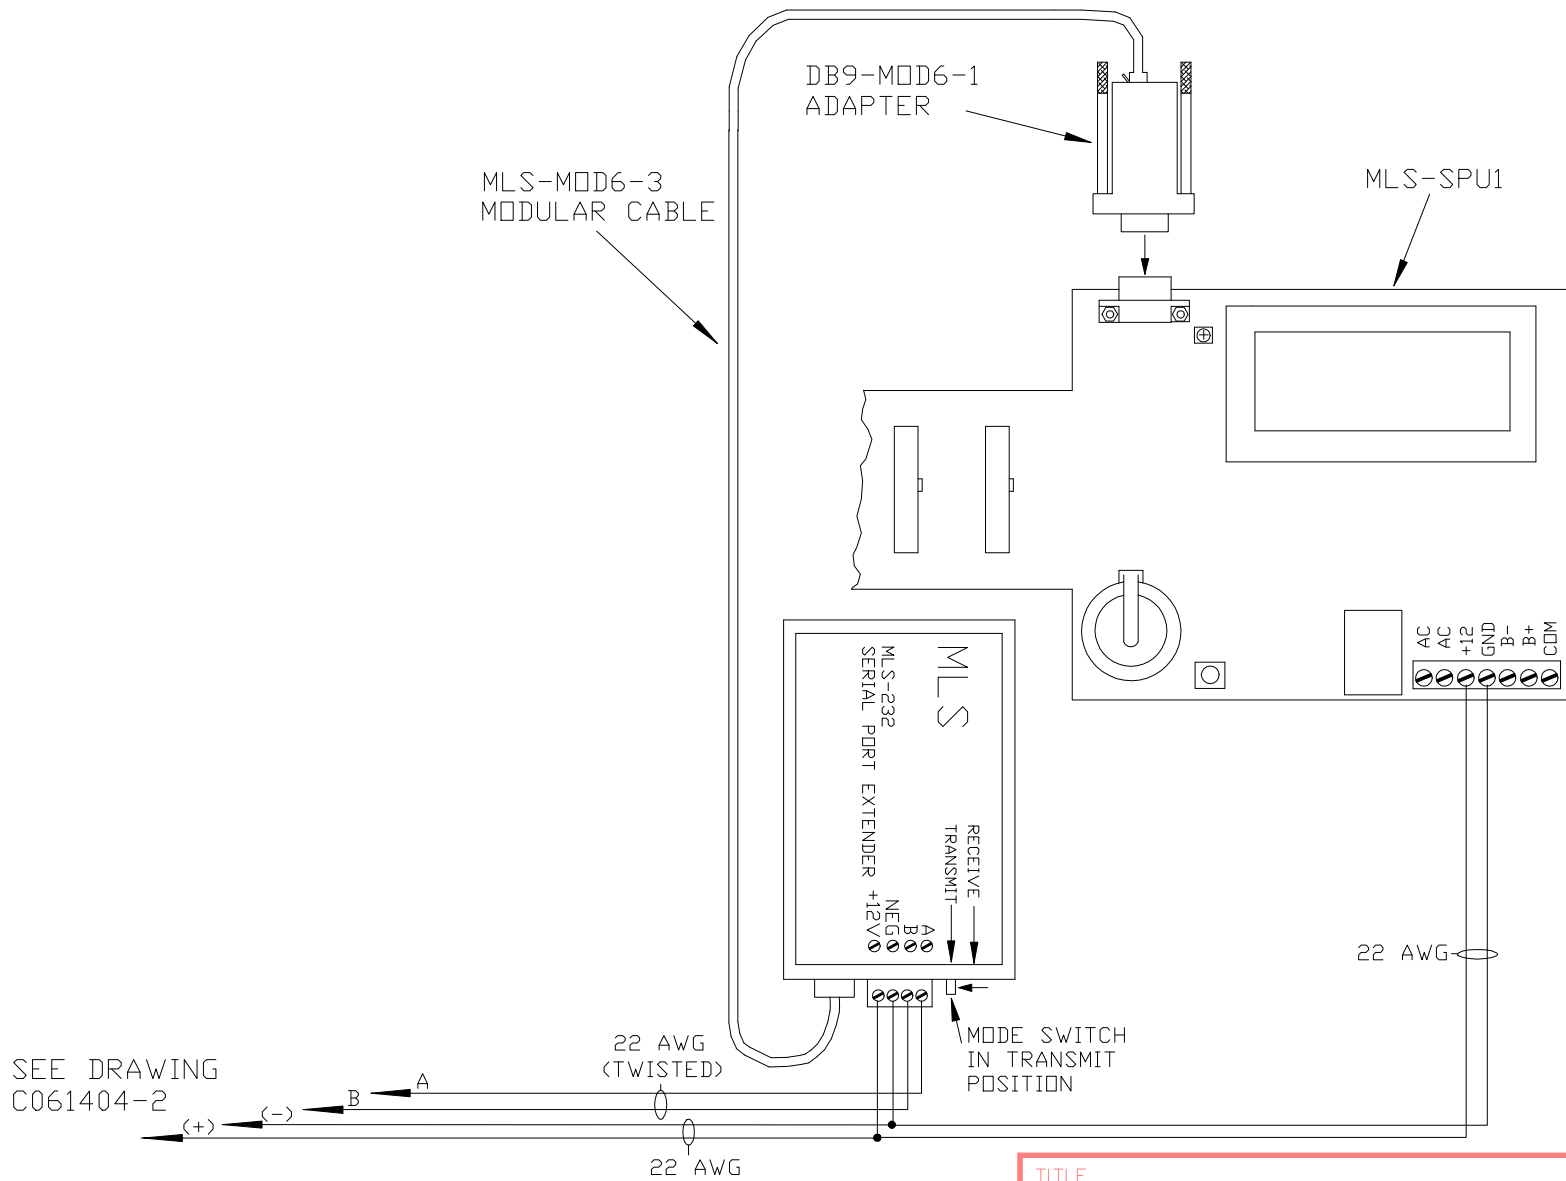 DB9-MOD6-1
ADAPTER
MLS-MOD6-3
MODULAR CABLE
MLS-SPU1
AC
AC
+12
GND
B-
B+
COM
MLS
MLS-232
SERIAL PORT EXTENDER
RECEIVE
TRANSMIT
+12V
NEG
B
A
22 AWG
MODE SWITCH
IN TRANSMIT
POSITION
22 AWG
(TWISTED)
SEE DRAWING
C061404-2
A
B
(-)
(+)
22 AWG
TITLE